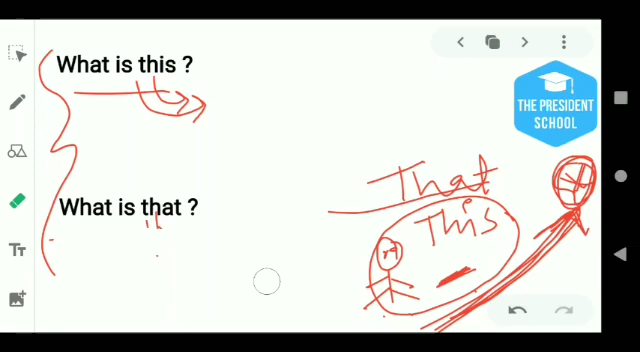 What is this ?
THE PRESIDENT
SCHOOL
That
What is that ?
This